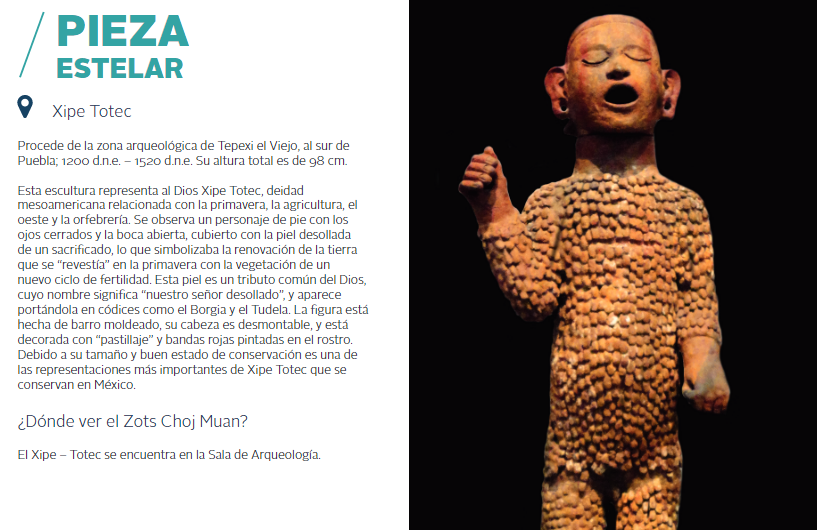 PIEZA
ESTELAR
Xipe Totec
Procede de la zona arqueológica de Tepexi el Viejo, al sur de
Puebla; 1200 d.n.e. – 1520 d.n.e. Su altura total es de 98 cm.
Esta escultura representa al Dios Xipe Totec, deidad
mesoamericana relacionada con la primavera, la agricultura, el
oeste y la orfebrería. Se observa un personaje de pie con los
ojos cerrados y la boca abierta, cubierto con la piel desollada
de un sacrificado, lo que simbolizaba la renovación de la tierra
que se “revestía” en la primavera con la vegetación de un
nuevo ciclo de fertilidad. Esta piel es un tributo común del Dios,
cuyo nombre significa “nuestro señor desollado”, y aparece
portándola en códices como el Borgia y el Tudela. La figura está
hecha de barro moldeado, su cabeza es desmontable, y está
decorada con “pastillaje” y bandas rojas pintadas en el rostro.
Debido a su tamaño y buen estado de conservación es una de
las representaciones más importantes de Xipe Totec que se
conservan en México.
¿Dónde ver el Zots Choj Muan?
El Xipe – Totec se encuentra en la Sala de Arqueología.